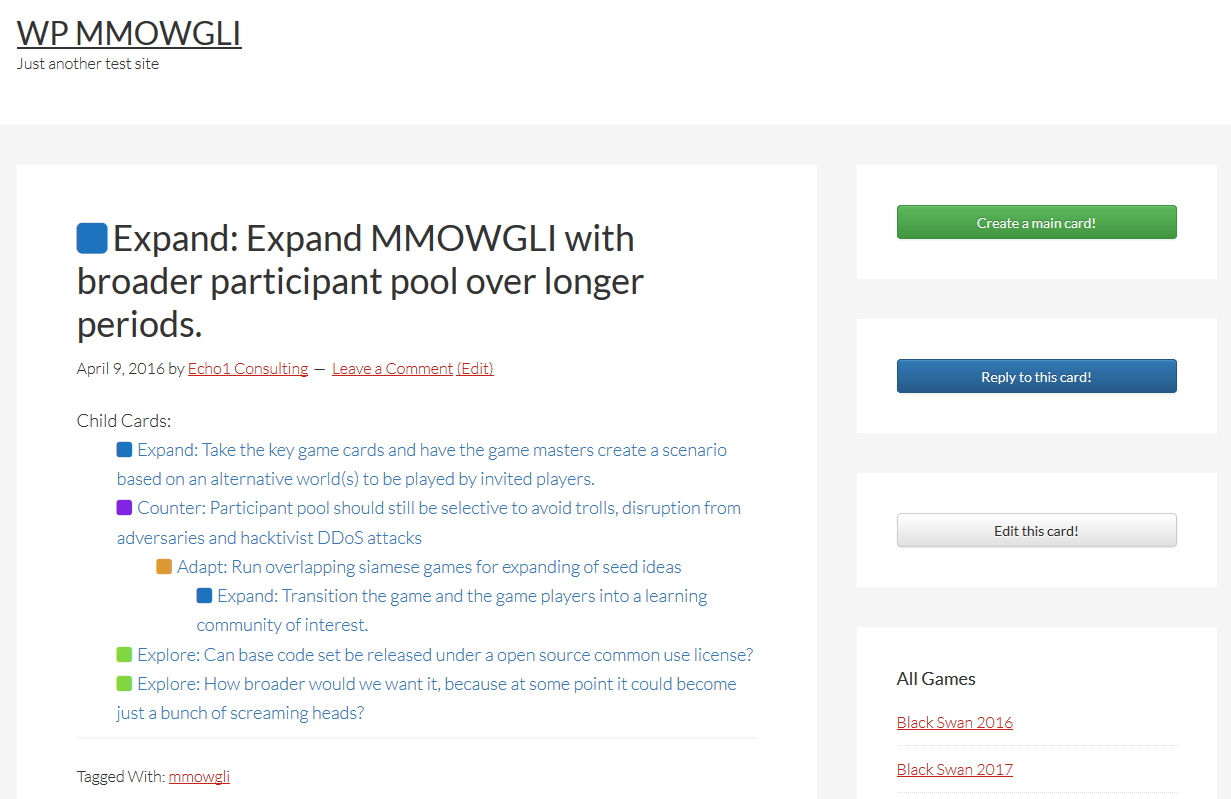 WP MMOWGLI
Just another test site
Expand: Expand MMOWGLI with
broader participant pool over longer
periods.
April 9, 2016 by Echo1 Consulting — Leave a Comment (Edit)
Child Cards:
Expand: Take the key game cards and have the game masters create a scenario
based on an alternative world(s) to be played by invited players.
Counter: Participant pool should still be selective to avoid trolls, disruption from
adversaries and hacktivist DDoS attacks
Adapt: Run overlapping siamese games for expanding of seed ideas
Expand: Transition the game and the game players into a learning
community of interest.
Explore: Can base code set be released under a open source common use license?
Explore: How broader would we want it, because at some point it could become
just a bunch of screaming heads?
Tagged With: mmowgli
Create a main card!
Reply to this card!
Edit this card!
All Games
Black Swan 2016
Black Swan 2017